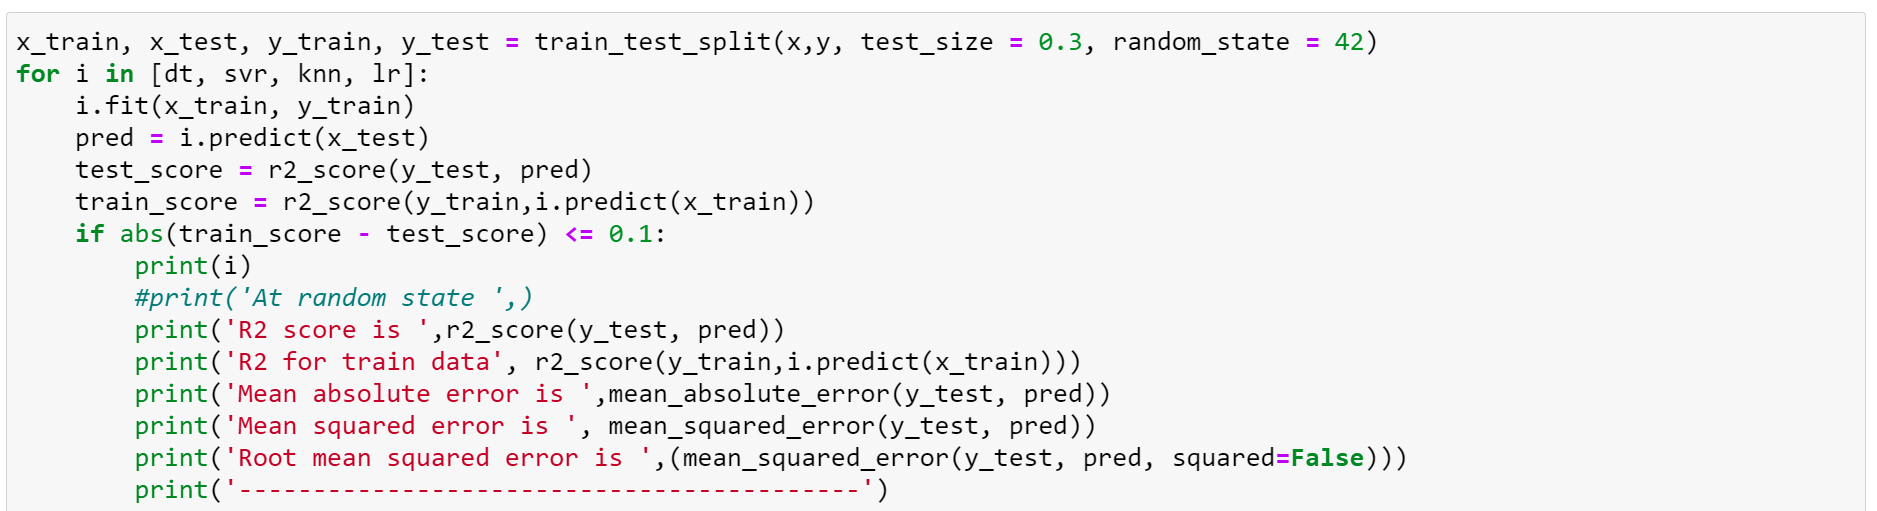 x_train, x_test, y_train, y_test = train_test_split(x,y, test_size = 0.3, random_state = 42)
for i in [dt, svr, knn, lr]:
    i.fit(x_train, y_train)
    pred = i.predict(x_test)
    test_score = r2_score(y_test, pred)
    train_score = r2_score(y_train,i.predict(x_train))
    if abs(train_score - test_score) <= 0.1:
        print(i)
        #print('At random state ',)
        print('R2 score is ',r2_score(y_test, pred))
        print('R2 for train data', r2_score(y_train,i.predict(x_train)))
        print('Mean absolute error is ',mean_absolute_error(y_test, pred))
        print('Mean squared error is ', mean_squared_error(y_test, pred))
        print('Root mean squared error is ',(mean_squared_error(y_test, pred, squared=False)))
        print('------------------------------------------')